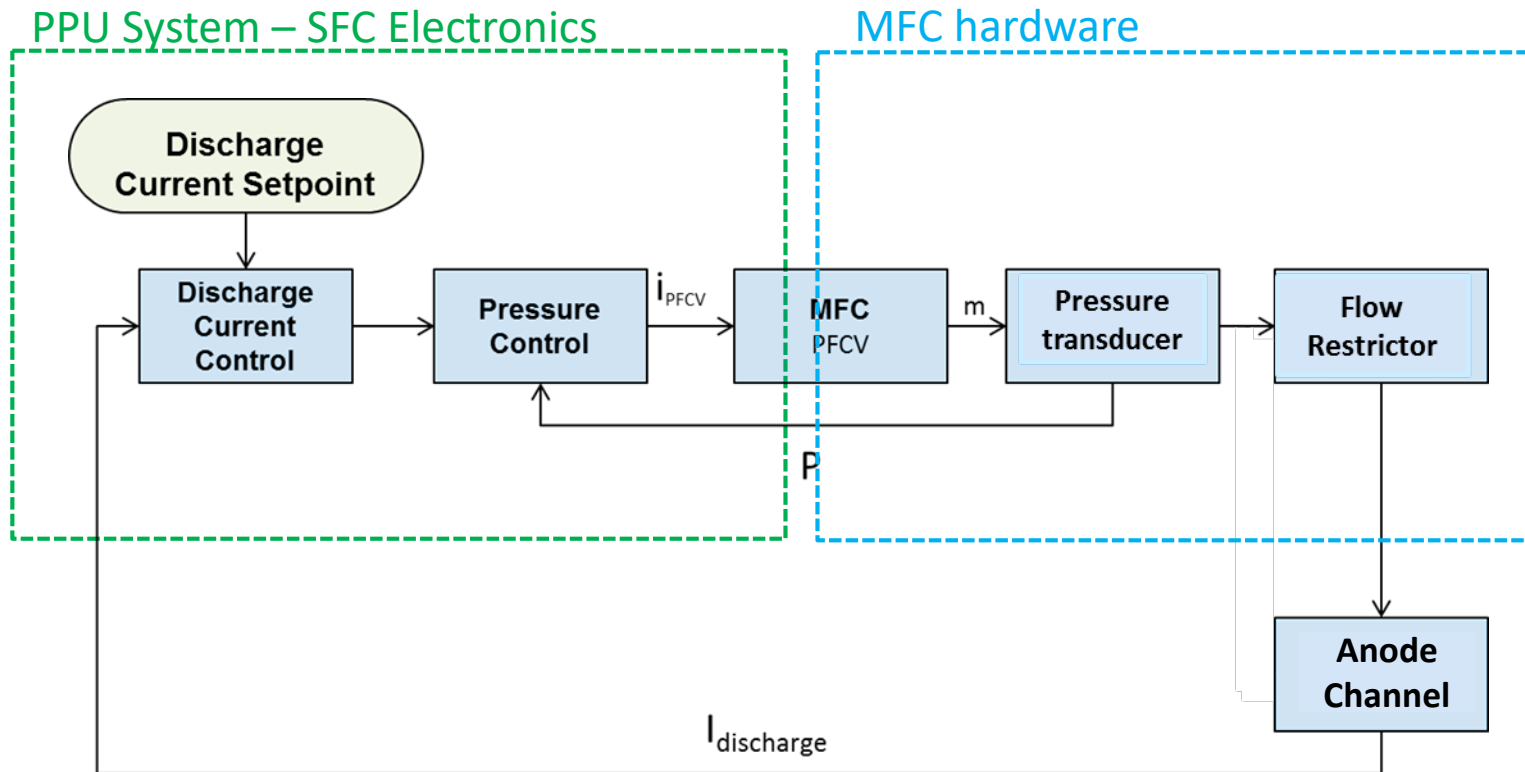 PPU System – SFC Electronics
MFC hardware
Discharge
Current Setpoint
Discharge
Current
Control
Pressure
Control
iPFCV
MFC
PFCV
m
Pressure
transducer
Flow
Restrictor
P
Anode
Channel
Idischarge